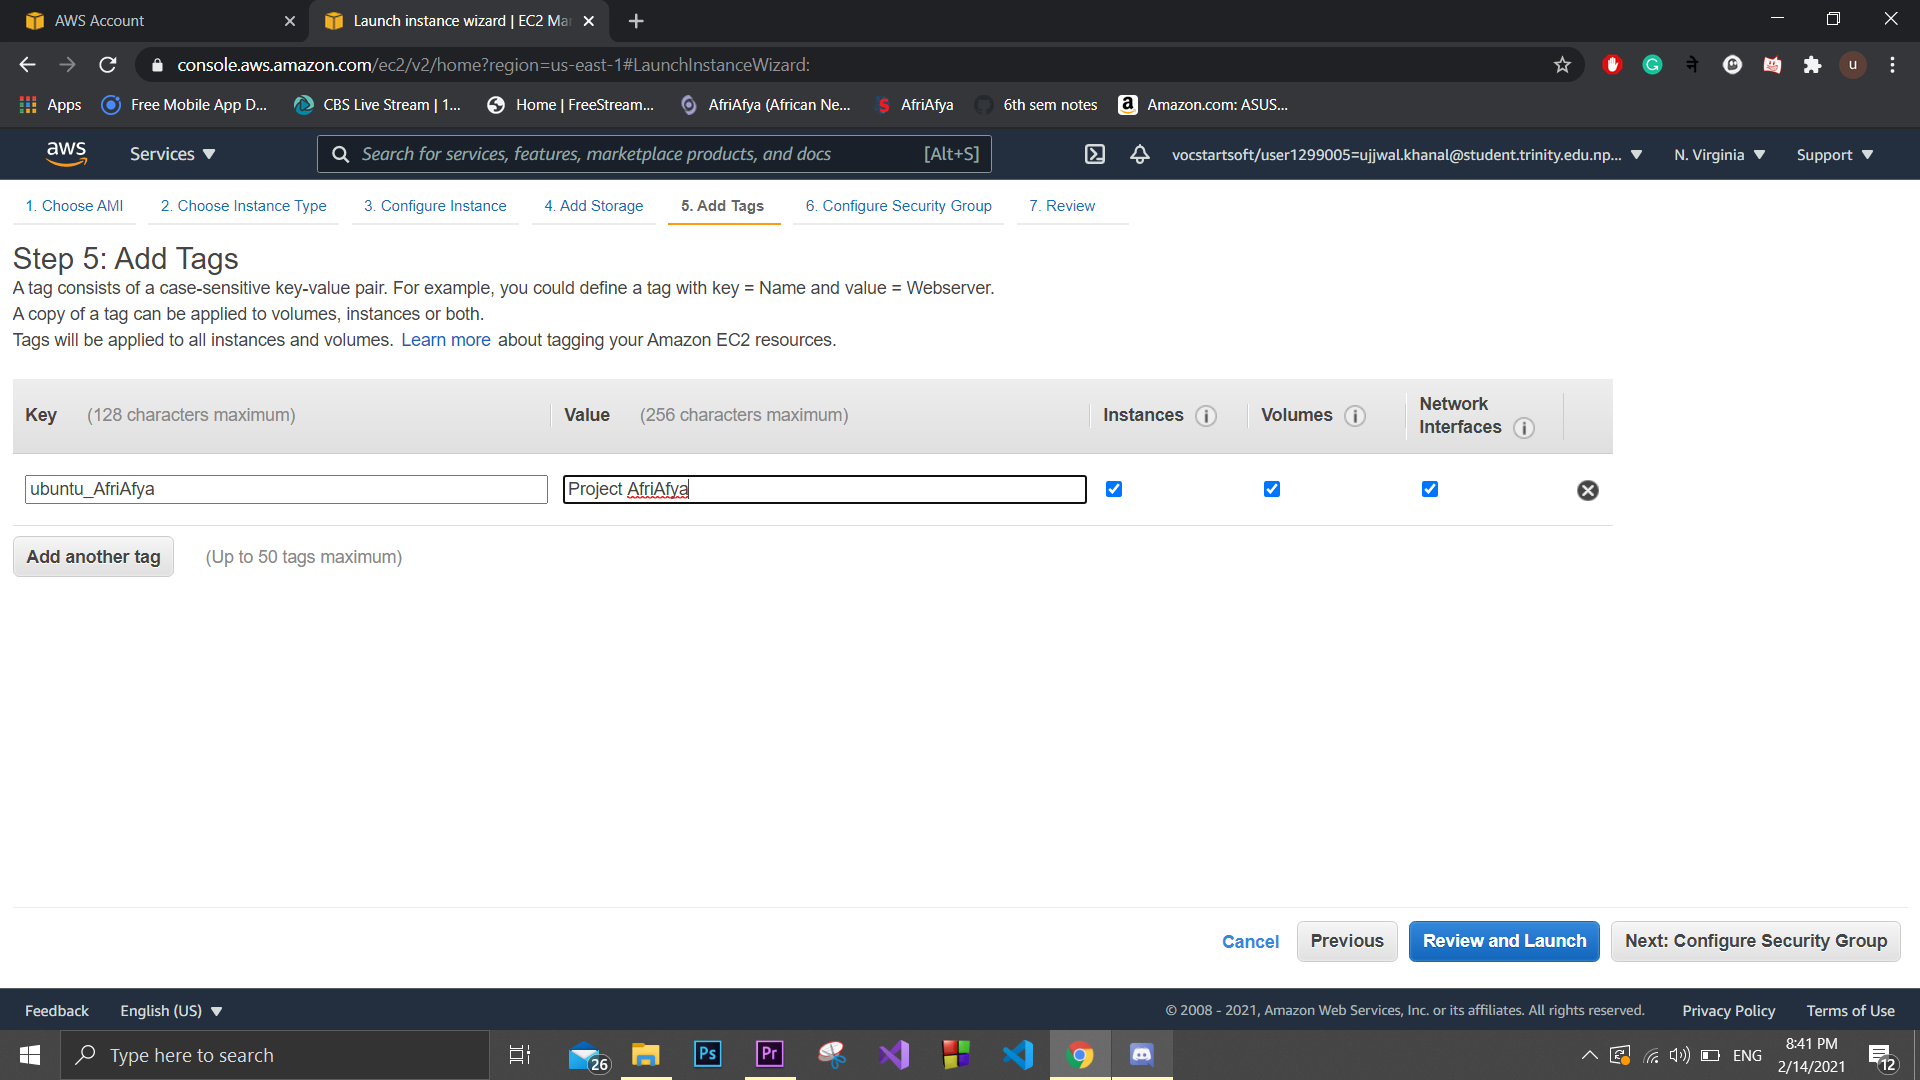 AWS Account
Launch instance wizard | EC2 Mar
console.aws.amazon.com/ec2/v2/home?region=us-east-1#LaunchInstanceWizard:
ने
u
Apps
Free Mobile App D...
CBS Live Stream | 1...
Home | FreeStream...
AfriAfya (African Ne...
AfriAfya
6th sem notes
Amazon.com: ASUS...
aws
Services
Search for services, features, marketplace products, and docs
[Alt+S]
vocstartsoft/user1299005=ujjwal.khanal@student.trinity.edu.np...
N. Virginia
Support
1. Choose AMI
2. Choose Instance Type
3. Configure Instance
4. Add Storage
5. Add Tags
6. Configure Security Group
7. Review
Step 5: Add Tags
A tag consists of a case-sensitive key-value pair. For example, you could define a tag with key = Name and value = Webserver.
A copy of a tag can be applied to volumes, instances or both.
Tags will be applied to all instances and volumes. Learn more about tagging your Amazon EC2 resources.
Key (128 characters maximum)
Value (256 characters maximum)
Instances
Volumes
Network
Interfaces
ubuntu_AfriAfya
Project AfriAfya
Add another tag
(Up to 50 tags maximum)
Cancel
Previous
Review and Launch
Next: Configure Security Group
Feedback
English (US)
© 2008 - 2021, Amazon Web Services, Inc. or its affiliates. All rights reserved.
Privacy Policy
Terms of Use
Type here to search
26
Ps
Pr
ENG
8:41 PM
2/14/2021
12